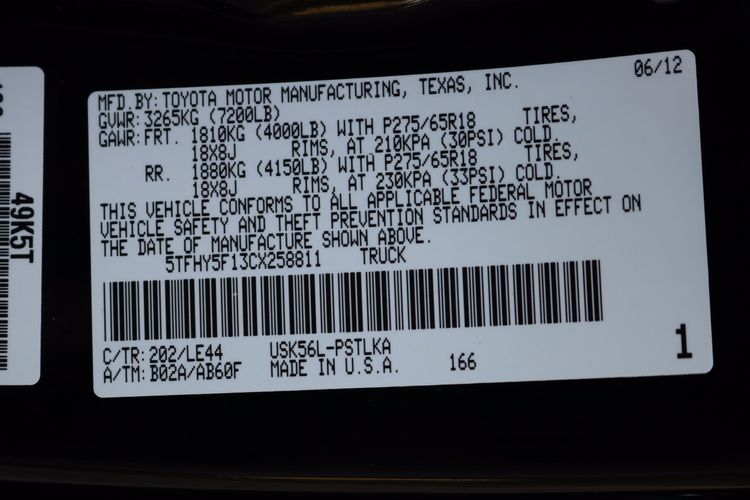 06/12
MFD.BY: TOYOTA MOTOR MANUFACTURING, TEXAS, INC.
GVWR: 3265KG (7200LB)
GAWR: FRT. 1810KG (4000LB) WITH P275/65R18 TIRES,
18X8J RIMS, AT 210KPA (30PSI) COLD.
RR. 1880KG (4150LB) WITH P275/65R18 TIRES,
18X8J RIMS, AT 230KPA (33PSI) COLD.
THIS VEHICLE CONFORMS TO ALL APPLICABLE FEDERAL MOTOR
VEHICLE SAFETY AND THEFT PREVENTION STANDARDS IN EFFECT ON
THE DATE OF MANUFACTURE SHOWN ABOVE.
5TFHY5F13CX258811 TRUCK
C/TR: 202/LE44 USK56L-PSTLKA
A/TM: B02A/AB60F MADE IN U.S.A. 166
1
49K5T